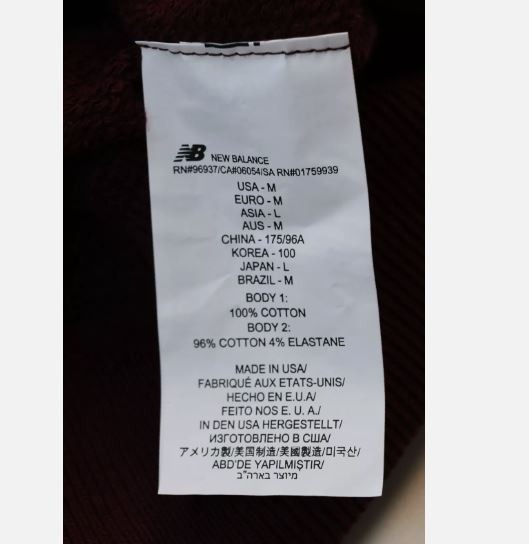 NB NEW BALANCE
RN#96937/CA#06054/SA RN#01759939
USA - M
EURO - M
ASIA - L
AUS - M
CHINA - 175/96A
KOREA - 100
JAPAN - L
BRAZIL - M
BODY 1:
100% COTTON
BODY 2:
96% COTTON 4% ELASTANE
MADE IN USA/
FABRIQUÉ AUX ETATS-UNIS/
HECHO EN E.U.A/
FEITO NOS E. U. A./
IN DEN USA HERGESTELLT/
ИЗГОТОВЛЕНО В США/
アメリカ製/美国制造/美國製造/미국산/
ABD'DE YAPILMIŞTIR/
מיוצר בארה"ב